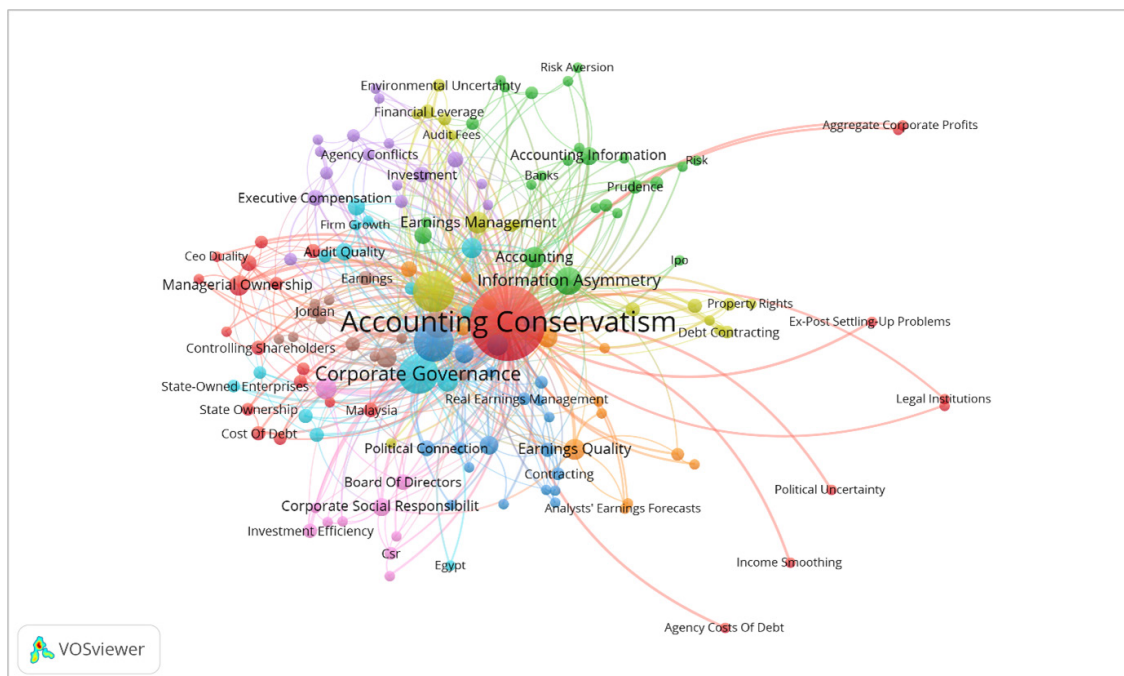 Risk Aversion
Environmental Uncertainty
Financial Leverage
Aggregate Corporate Profits
Audit Fees
Agency Conflicts
Accounting Information
Risk
Investment
Banks
Prudence
Executive Compensation
Firm Growth
Earnings Management
Ceo Duality
Audit Quality
Accounting
Ipo
Managerial Ownership
Earnings
Information Asymmetry
Jordan
Property Rights
Accounting Conservatism
Ex-Post Settling-Up Problems
Debt Contracting
Controlling Shareholders
Corporate Governance
State-Owned Enterprises
Real Earnings Management
Legal Institutions
State Ownership
Malaysia
Cost Of Debt
Political Connection
Earnings Quality
Contracting
Board Of Directors
Political Uncertainty
Corporate Social Responsibilit
Analysts' Earnings Forecasts
Investment Efficiency
Csr
Egypt
Income Smoothing
Agency Costs Of Debt
VOSviewer